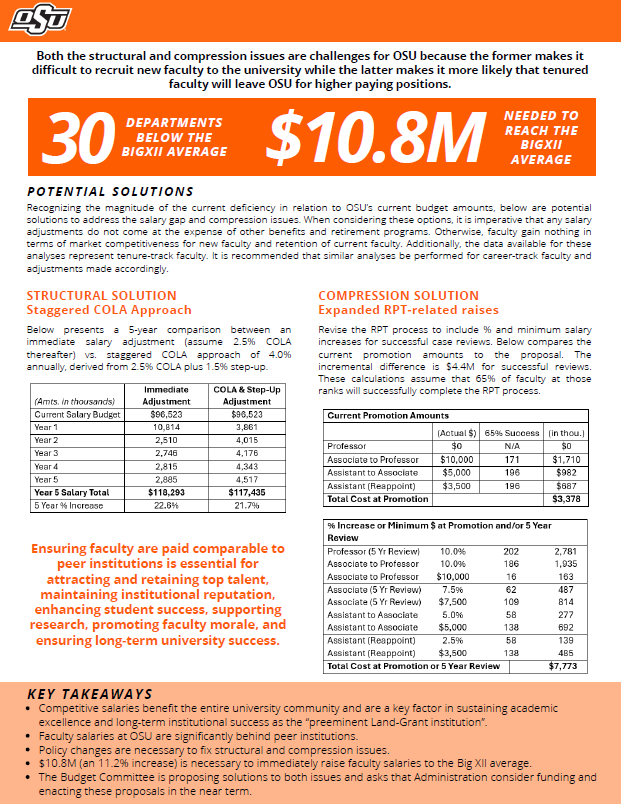 OSU
Both the structural and compression issues are challenges for OSU because the former makes it
difficult to recruit new faculty to the university while the latter makes it more likely that tenured
faculty will leave OSU for higher paying positions.
30 DEPARTMENTS BELOW THE BIGXII AVERAGE
$10.8M NEEDED TO REACH THE BIGXII AVERAGE
POTENTIAL SOLUTIONS
Recognizing the magnitude of the current deficiency in relation to OSU's current budget amounts, below are potential
solutions to address the salary gap and compression issues. When considering these options, it is imperative that any salary
adjustments do not come at the expense of other benefits and retirement programs. Otherwise, faculty gain nothing in
terms of market competitiveness for new faculty and retention of current faculty. Additionally, the data available for these
analyses represent tenure-track faculty. It is recommended that similar analyses be performed for career-track faculty and
adjustments made accordingly.
STRUCTURAL SOLUTION
Staggered COLA Approach
Below presents a 5-year comparison between an
immediate salary adjustment (assume 2.5% COLA
thereafter) vs. staggered COLA approach of 4.0%
annually, derived from 2.5% COLA plus 1.5% step-up.
(Amts. in thousands) Immediate Adjustment COLA & Step-Up Adjustment
Current Salary Budget $96,523 $96,523
Year 1 10,814 3,861
Year 2 2,510 4,015
Year 3 2,746 4,176
Year 4 2,815 4,343
Year 5 2,885 4,517
Year 5 Salary Total $118,293 $117,435
5 Year % Increase 22.6% 21.7%
Ensuring faculty are paid comparable to
peer institutions is essential for
attracting and retaining top talent,
maintaining institutional reputation,
enhancing student success, supporting
research, promoting faculty morale, and
ensuring long-term university success.
COMPRESSION SOLUTION
Expanded RPT-related raises
Revise the RPT process to include % and minimum salary
increases for successful case reviews. Below compares the
current promotion amounts to the proposal. The
incremental difference is $4.4M for successful reviews.
These calculations assume that 65% of faculty at those
ranks will successfully complete the RPT process.
Current Promotion Amounts
(Actual $) 65% Success (in thou.)
Professor $0 N/A $0
Associate to Professor $10,000 171 $1,710
Assistant to Associate $5,000 196 $982
Assistant (Reappoint) $3,500 196 $687
Total Cost at Promotion $3,378
% Increase or Minimum $ at Promotion and/or 5 Year
Review
Professor (5 Yr Review) 10.0% 202 2,781
Associate to Professor 10.0% 186 1,935
Associate to Professor $10,000 16 163
Associate (5 Yr Review) 7.5% 62 487
Associate (5 Yr Review) $7,500 109 814
Assistant to Associate 5.0% 58 277
Assistant to Associate $5,000 138 692
Assistant (Reappoint) 2.5% 58 139
Assistant (Reappoint) $3,500 138 485
Total Cost at Promotion or 5 Year Review $7,773
KEY TAKEAWAYS
• Competitive salaries benefit the entire university community and are a key factor in sustaining academic
excellence and long-term institutional success as the "preeminent Land-Grant institution".
• Faculty salaries at OSU are significantly behind peer institutions.
• Policy changes are necessary to fix structural and compression issues.
• $10.8M (an 11.2% increase) is necessary to immediately raise faculty salaries to the Big XII average.
• The Budget Committee is proposing solutions to both issues and asks that Administration consider funding and
enacting these proposals in the near term.